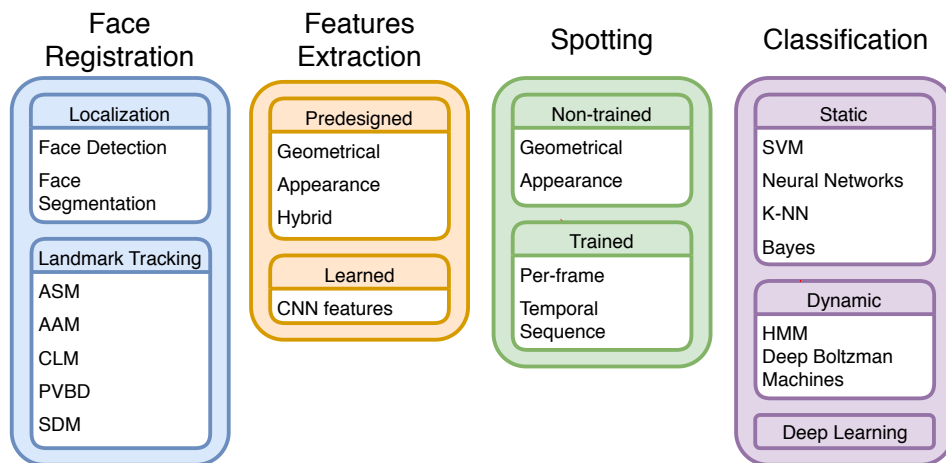 Face
Registration
Localization
Face Detection
Face
Segmentation
Landmark Tracking
ASM
AAM
CLM
PVBD
SDM
Features
Extraction
Predesigned
Geometrical
Appearance
Hybrid
Learned
CNN features
Spotting
Non-trained
Geometrical
Appearance
Trained
Per-frame
Temporal
Sequence
Classification
Static
SVM
Neural Networks
K-NN
Bayes
Dynamic
HMM
Deep Boltzman
Machines
Deep Learning